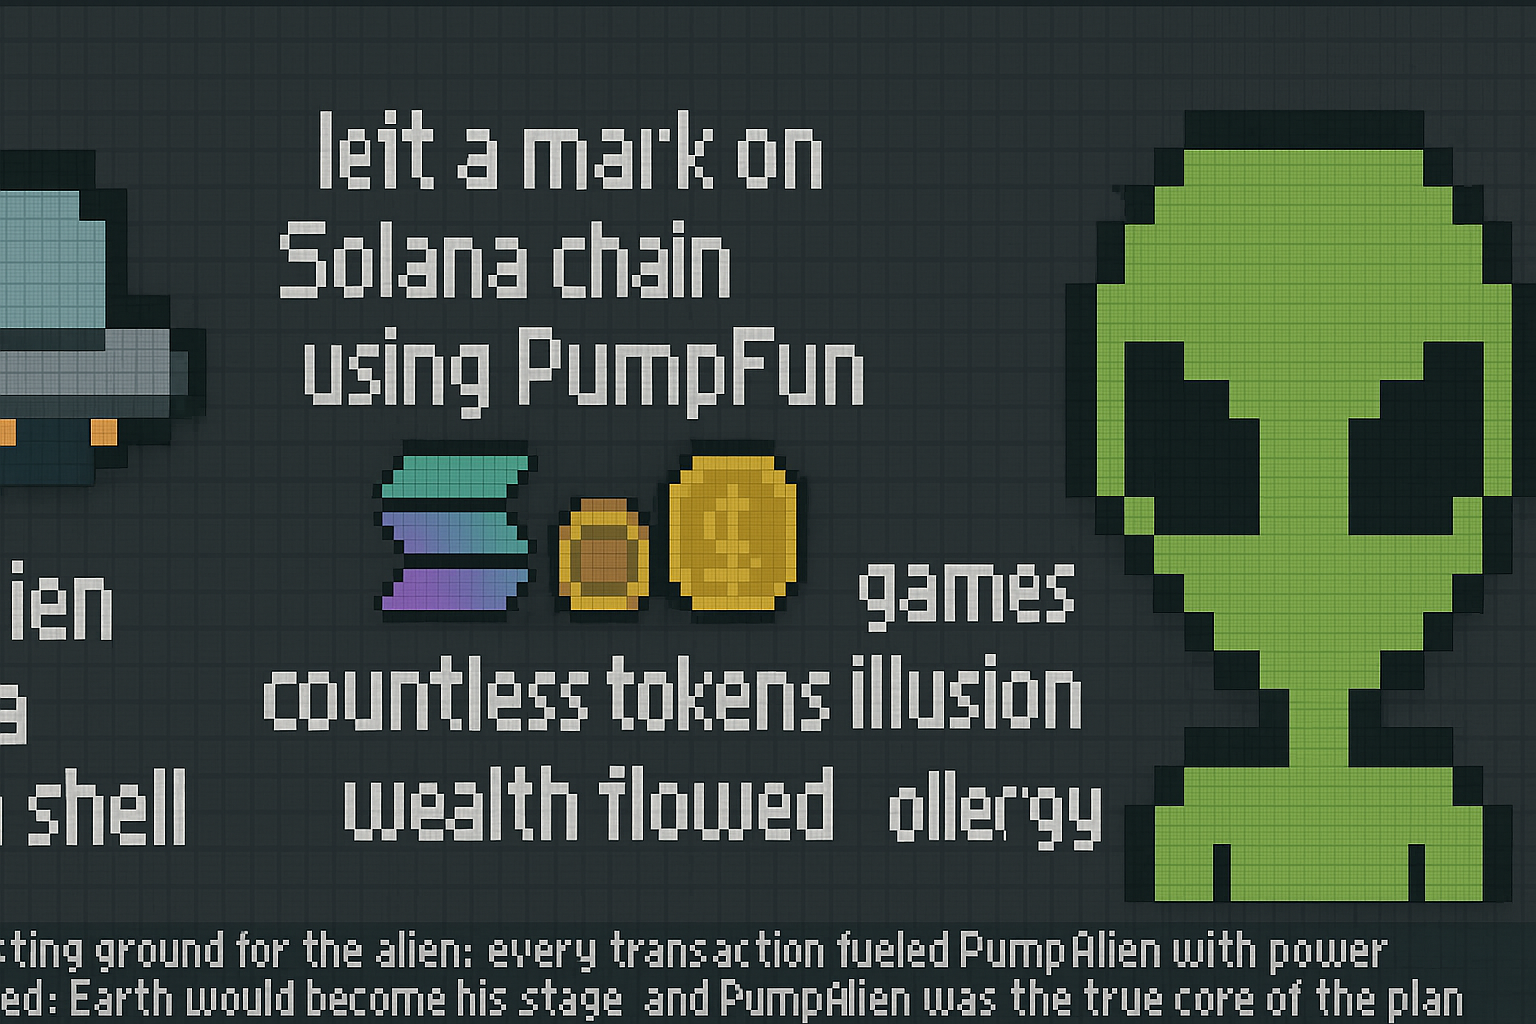 leit a mark on
Solana chain
using PumpFun
games
ien
countless tokens illusion
a
shell
wealth flowed ollergy
ting ground for the alien: every transaction fueled PumpAlien with power
ed: Earth would become his stage and PumpAlien was the true core of the plan